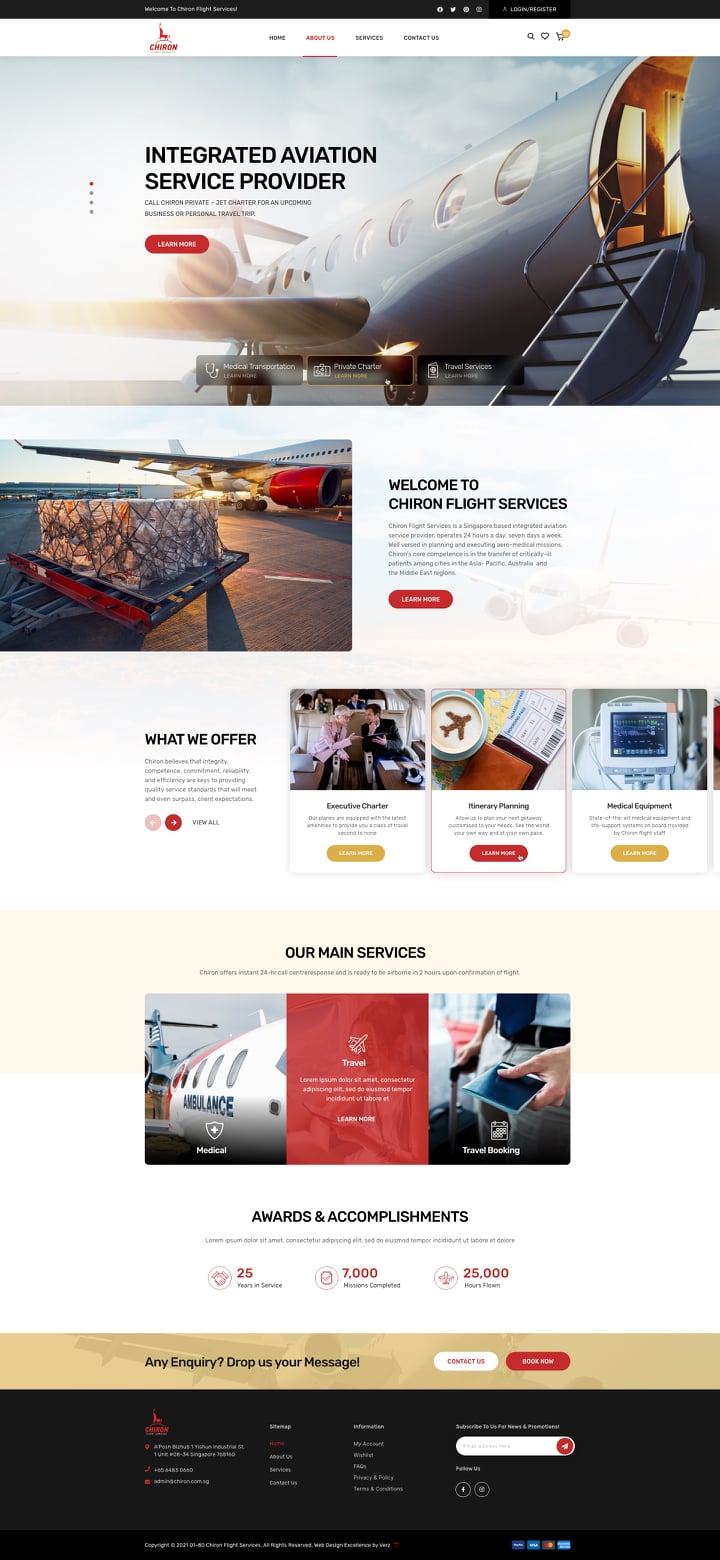 Welcome To Chiron Flight Services!
LOGIN/REGISTER
CHIRON
HOME
ABOUT US
SERVICES
CONTACT US
INTEGRATED AVIATION
SERVICE PROVIDER
CALL CHIRON PRIVATE – JET CHARTER FOR AN UPCOMING
BUSINESS OR PERSONAL TRAVEL TRIP.
LEARN MORE
Medical Transportation
LEARN MORE
Private Charter
LEARN MORE
Travel Services
LEARN MORE
WELCOME TO
CHIRON FLIGHT SERVICES
Chiron Flight Services is a Singapore based integrated aviation
service provider, operates 24 hours a day, seven days a week.
Well versed in planning and executing aero-medical missions,
Chiron's core competence is in the transfer of critically-ill
patients among cities in the Asia- Pacific, Australia and
the Middle East regions.
LEARN MORE
WHAT WE OFFER
Chiron believes that integrity,
competence, commitment, reliability,
and efficiency are keys to providing
quality service standards that will meet
and even surpass, client expectations.
VIEW ALL
Executive Charter
Our planes are equipped with the latest
amenities to provide you a class of travel
second to none
LEARN MORE
Itinerary Planning
Allow us to plan your next getaway
customised to your needs. See the world
your own way and at your own pace.
LEARN MORE
Medical Equipment
State-of-the-art medical equipment and
life-support systems on board provided
by Chiron flight staff
LEARN MORE
OUR MAIN SERVICES
Chiron offers instant 24-hr call centreresponse and is ready to be airborne in 2 hours upon confirmation of flight.
AMBULANCE
Medical
Travel
Lorem ipsum dolor sit amet, consectetur
adipiscing elit, sed do eiusmod tempor
incididunt ut labore et
LEARN MORE
Travel Booking
AWARDS & ACCOMPLISHMENTS
Lorem ipsum dolor sit amet, consectetur adipiscing elit, sed do eiusmod tempor incididunt ut labore et dolore
25
Years in Service
7,000
Missions Completed
25,000
Hours Flown
Any Enquiry? Drop us your Message!
CONTACT US
BOOK NOW
CHIRON
A'Posh Bizhub 1 Yishun Industrial St.
1 Unit #08-34 Singapore 768160
+65 6483 0660
admin@chiron.com.sg
Sitemap
Home
About Us
Services
Contact Us
Information
My Account
Wishlist
FAQs
Privacy & Policy
Terms & Conditions
Subscribe To Us For News & Promotions!
Email address here
Follow Us
Copyright © 2021 01-80 Chiron Flight Services, All Rights Reserved. Web Design Excellence by Verz
PayPal
VISA